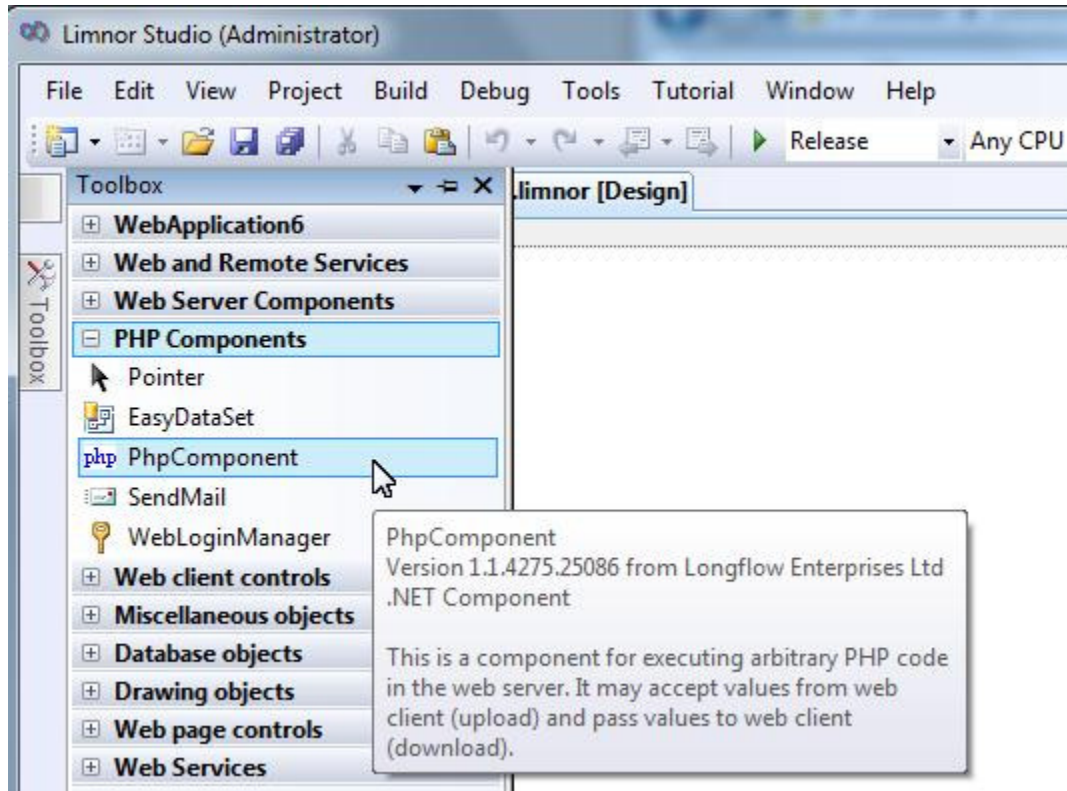 Limnor Studio (Administrator)
File Edit View Project Build Debug Tools Tutorial Window Help
Release Any CPU
Toolbox
.limnor [Design]
WebApplication6
Web and Remote Services
Toolbox
Web Server Components
PHP Components
Pointer
EasyDataSet
php PhpComponent
SendMail
WebLoginManager
PhpComponent
Version 1.1.4275.25086 from Longflow Enterprises Ltd
.NET Component
This is a component for executing arbitrary PHP code
in the web server. It may accept values from web
client (upload) and pass values to web client
(download).
Web client controls
Miscellaneous objects
Database objects
Drawing objects
Web page controls
Web Services